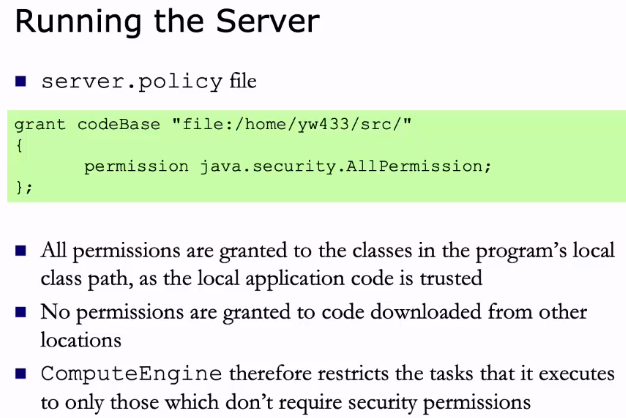 Running the Server
server.policy file
grant codeBase "file:/home/yw433/src/"
{
permission java.security.AllPermission;
};
All permissions are granted to the classes in the program's local
class path, as the local application code is trusted
No permissions are granted to code downloaded from other
locations
ComputeEngine therefore restricts the tasks that it executes
to only those which don't require security permissions